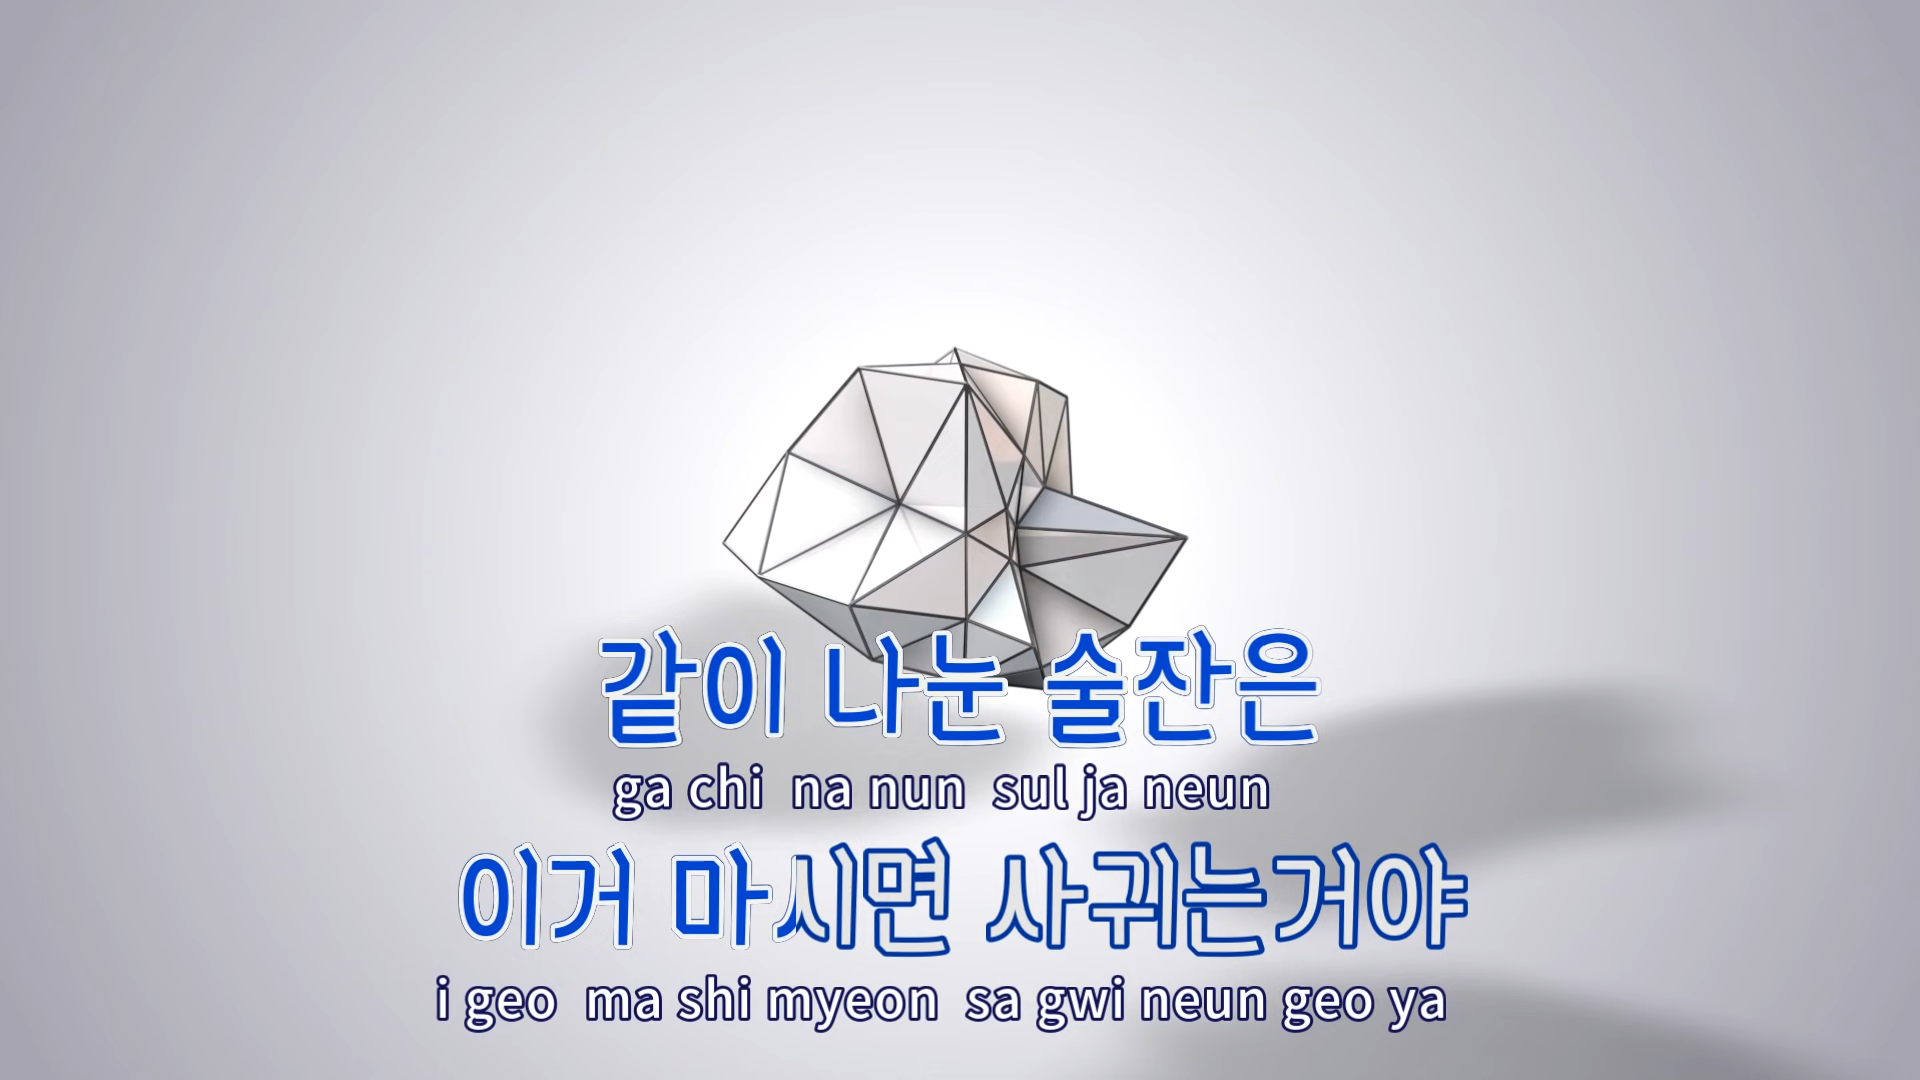 같이 나눈 술잔은
ga chi na nun sul ja neun
이거 마시면 사귀는거야
i geo ma shi myeon sa gwi neun geo ya